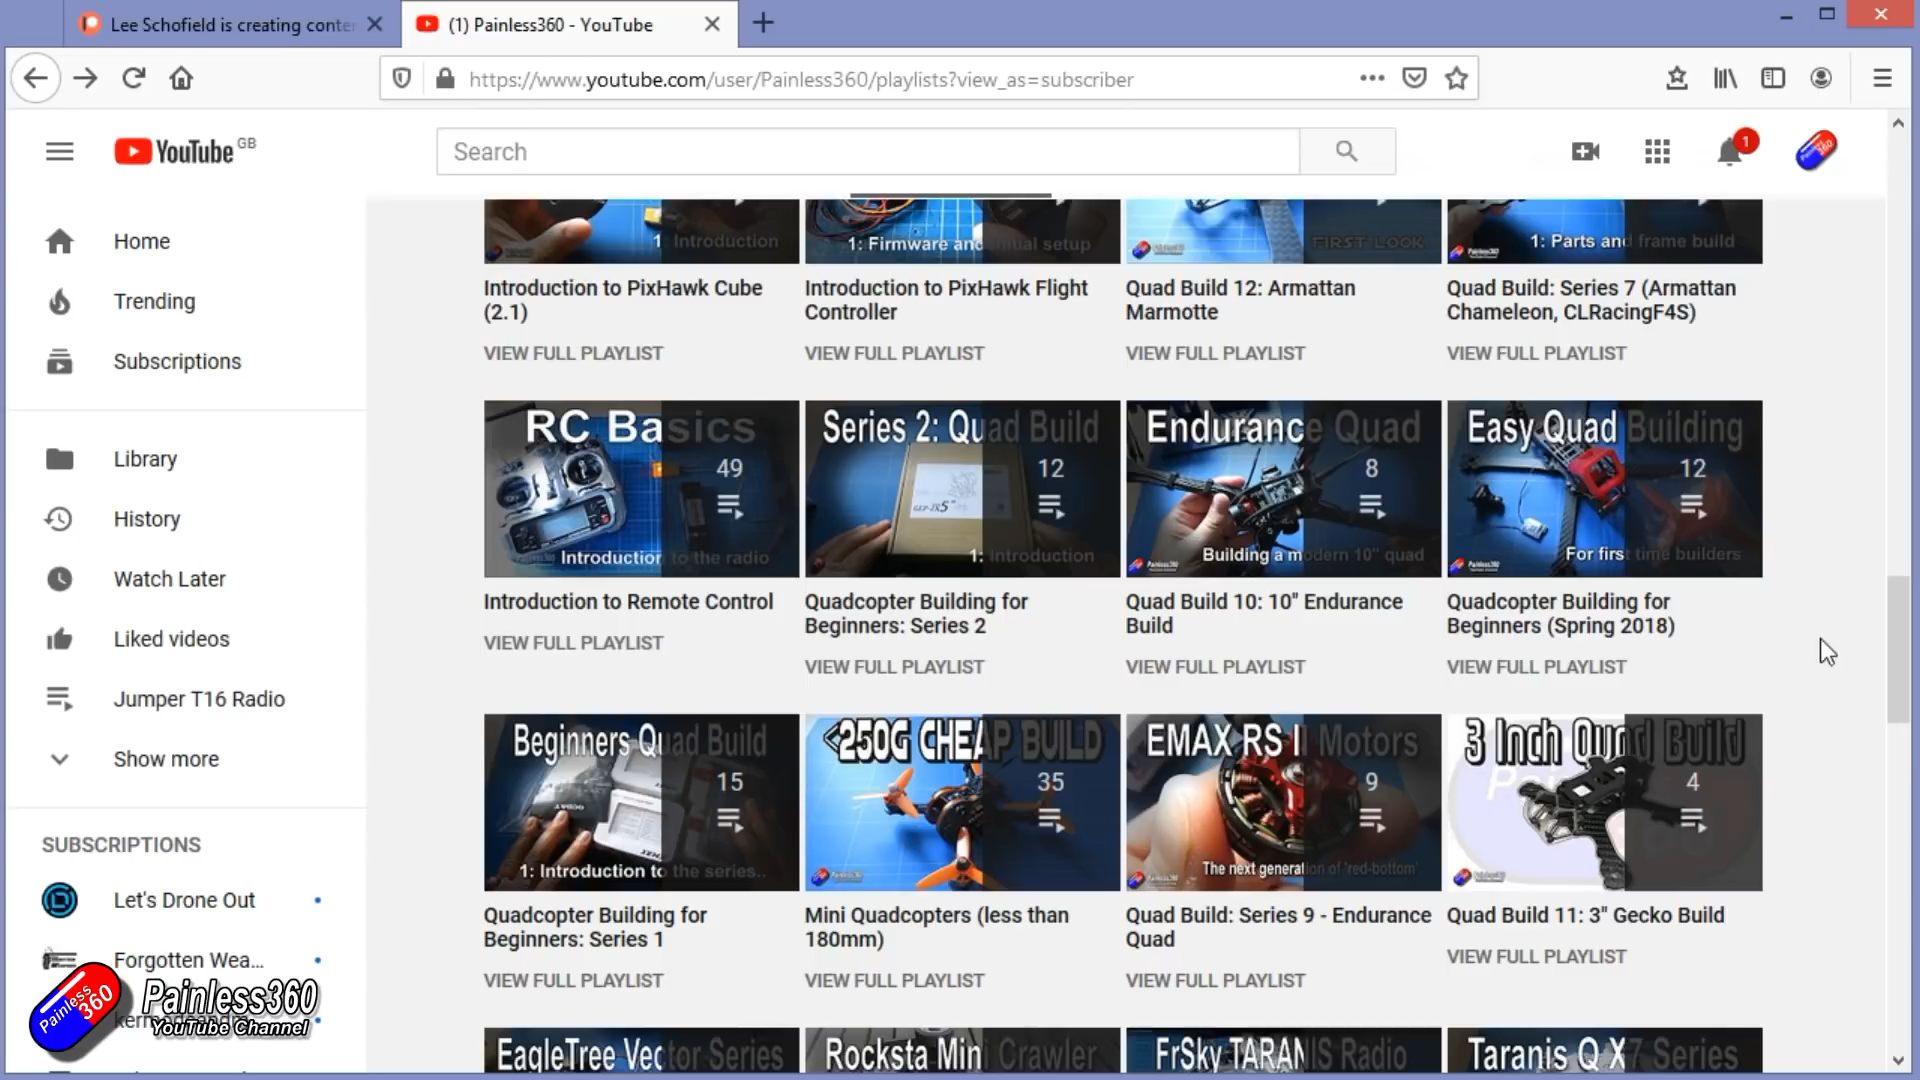 Lee Schofield is creating conte
(1) Painless360 - YouTube
https://www.youtube.com/user/Painless360/playlists?view_as=subscriber
YouTube GB
Search
1
Home
Trending
Subscriptions
Library
History
Watch Later
Liked videos
Jumper T16 Radio
Show more
SUBSCRIPTIONS
Let's Drone Out
Forgotten Wea...
Painless360
Painless360
YouTube Channel
1: Introduction
1: Firmware and initial setup
FIRST LOOK
1: Parts and frame build
Introduction to PixHawk Cube
(2.1)
VIEW FULL PLAYLIST
Introduction to PixHawk Flight
Controller
VIEW FULL PLAYLIST
Quad Build 12: Armattan
Marmotte
VIEW FULL PLAYLIST
Quad Build: Series 7 (Armattan
Chameleon, CLRacingF4S)
VIEW FULL PLAYLIST
RC Basics
49
Introduction to the radio
Introduction to Remote Control
VIEW FULL PLAYLIST
Series 2: Quad Build
12
1: Introduction
Quadcopter Building for
Beginners: Series 2
VIEW FULL PLAYLIST
Endurance Quad
8
Building a modern 10" quad
Quad Build 10: 10" Endurance
Build
VIEW FULL PLAYLIST
Easy Quad Building
12
For first time builders
Quadcopter Building for
Beginners (Spring 2018)
VIEW FULL PLAYLIST
Beginners Quad Build
15
1: Introduction to the series..
Quadcopter Building for
Beginners: Series 1
VIEW FULL PLAYLIST
<250G CHEAP BUILD
35
Mini Quadcopters (less than
180mm)
VIEW FULL PLAYLIST
EMAX RS II Motors
9
The next generation of 'red-bottom'
Quad Build: Series 9 - Endurance
Quad
VIEW FULL PLAYLIST
3 Inch Quad Build
4
Quad Build 11: 3" Gecko Build
VIEW FULL PLAYLIST
EagleTree Vector Series
Rocksta Mini Crawler
FrSky TARANIS Radio
Taranis Q X7 Series